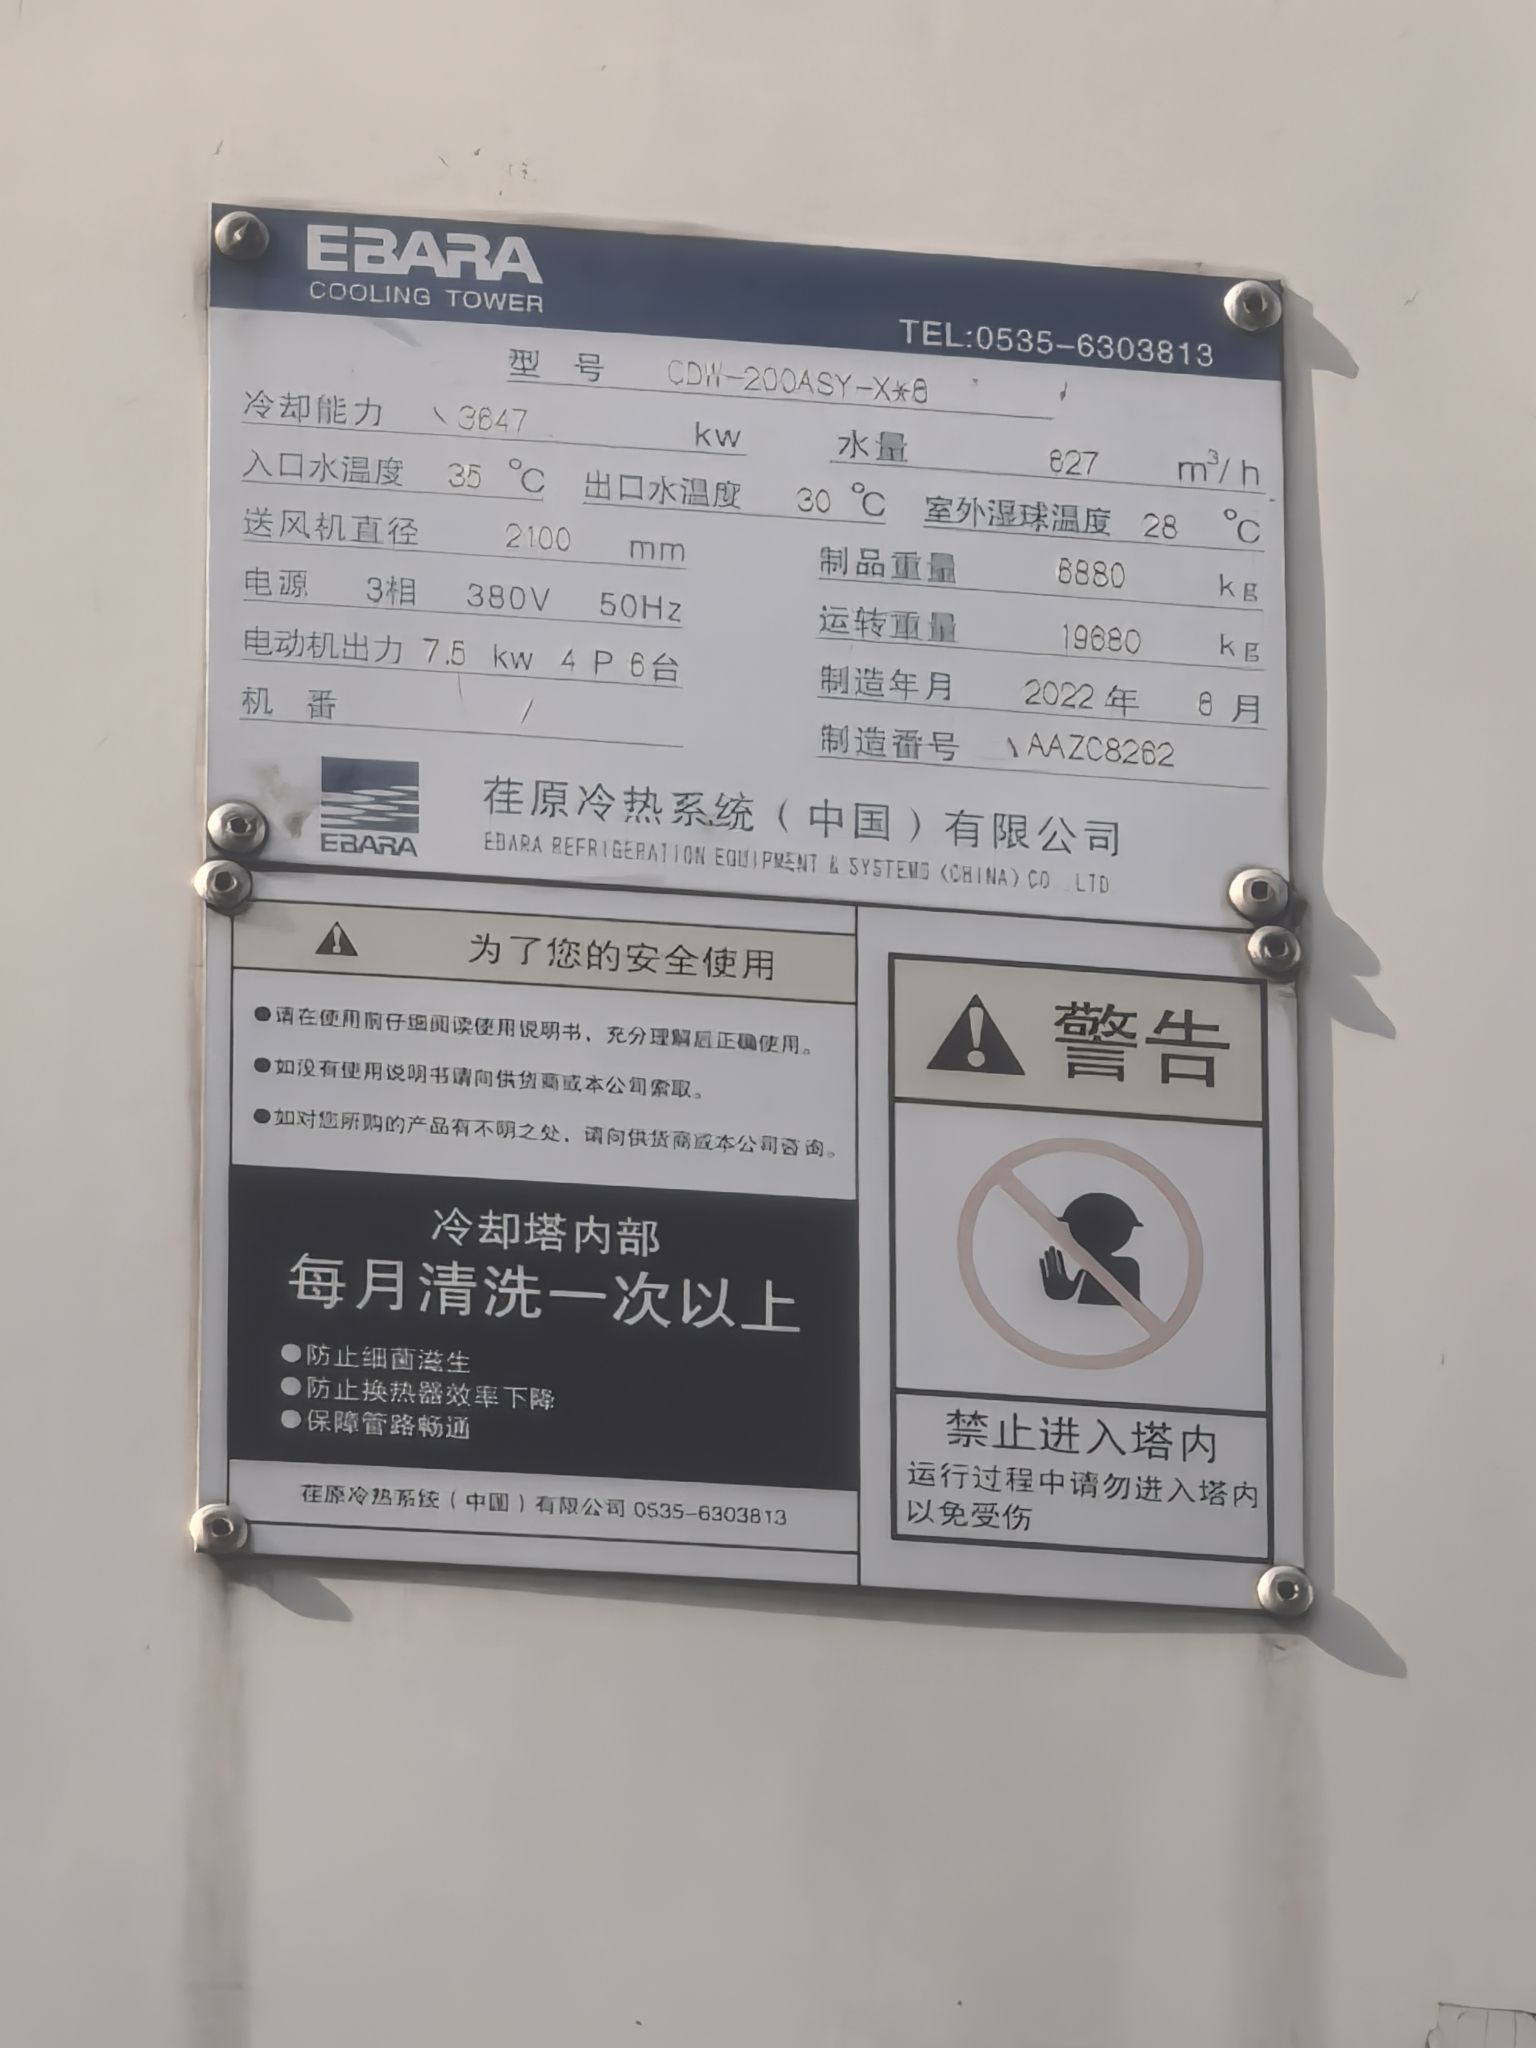 EBARA
COOLING TOWER
TEL:0535-6303813
型 号 CDW-200ASY-X*6
冷却能力 3647 kw 水量 627 m³/h
入口水温度 35 ℃ 出口水温度 30 ℃ 室外湿球温度 28 ℃
送风机直径 2100 mm 制品重量 6880 kg
电源 3相 380V 50Hz 运转重量 19680 kg
电动机出力 7.5 kw 4 P 6台 制造年月 2022 年 月
机 番 / 制造番号 AAZC8262
EBARA
荏原冷热系统（中国）有限公司
EBARA REFRIGERATION EQUIPMENT & SYSTEMS (CHINA) CO .,LTD
为了您的安全使用
●请在使用前仔细阅读使用说明书，充分理解后正确使用。
●如没有使用说明书请向供货商或本公司索取。
●如对您所购的产品有不明之处，请向供货商或本公司咨询。
冷却塔内部
每月清洗一次以上
●防止细菌滋生
●防止换热器效率下降
●保障管路畅通
荏原冷热系统（中国）有限公司 0535-6303813
警告
禁止进入塔内
运行过程中请勿进入塔内
以免受伤